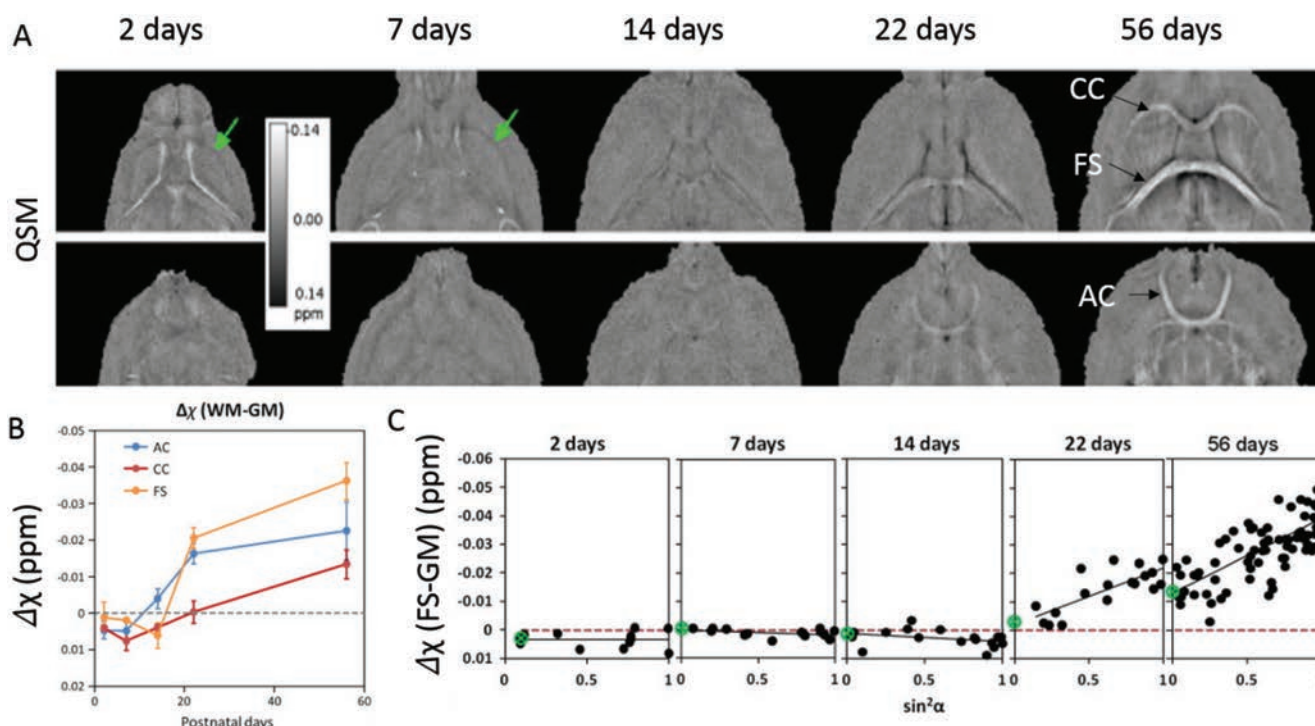 A
2 days 7 days 14 days 22 days 56 days
QSM
-0.14
0.00
0.14
ppm
CC
FS
AC
B
Δχ (WM-GM)
Δχ (ppm)
-0.05
-0.04
-0.03
-0.02
-0.01
0
0.01
0.02
AC
CC
FS
0 20 40 60
Postnatal days
C
2 days 7 days 14 days 22 days 56 days
Δχ (FS-GM) (ppm)
-0.06
-0.05
-0.04
-0.03
-0.02
-0.01
0
0.01
0 0.5 1 0 0.5 1 0 0.5 1 0 0.5 1 0 0.5 1
sin²α